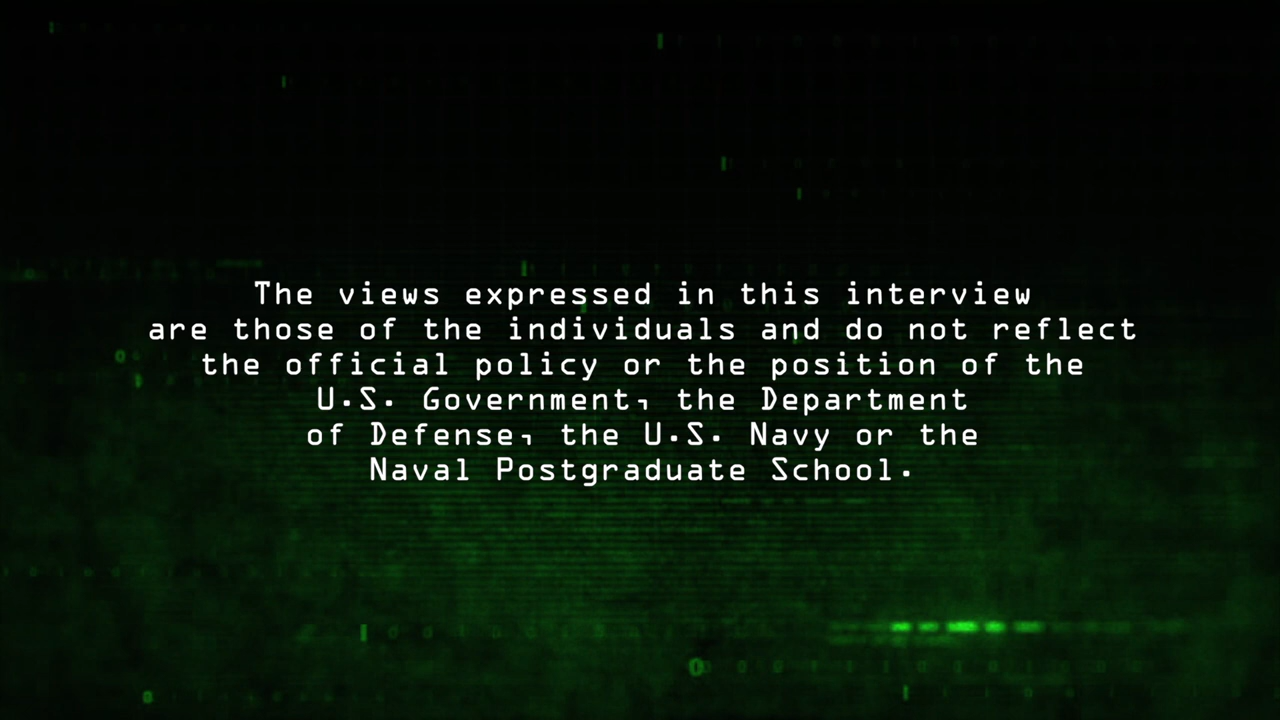 The views expressed in this interview
are those of the individuals and do not reflect
the official policy or the position of the
U.S. Government, the Department
of Defense, the U.S. Navy or the
Naval Postgraduate School.